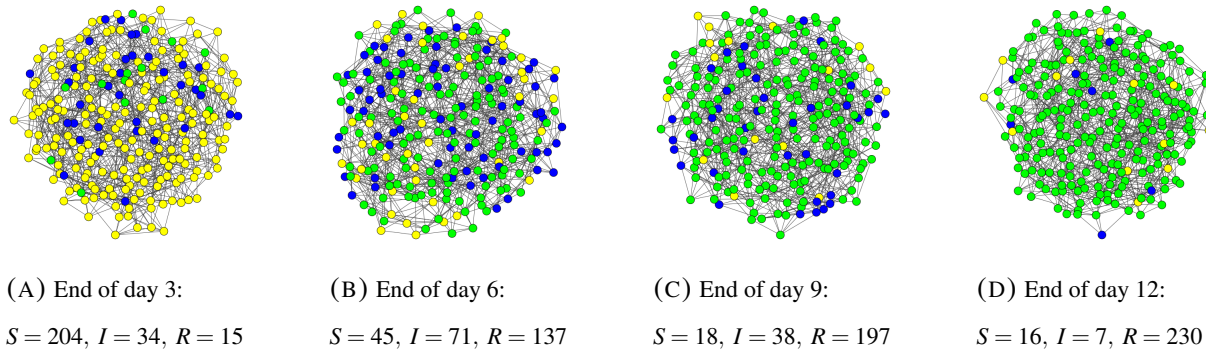 (A) End of day 3:
S = 204, I = 34, R = 15
(B) End of day 6:
S = 45, I = 71, R = 137
(C) End of day 9:
S = 18, I = 38, R = 197
(D) End of day 12:
S = 16, I = 7, R = 230